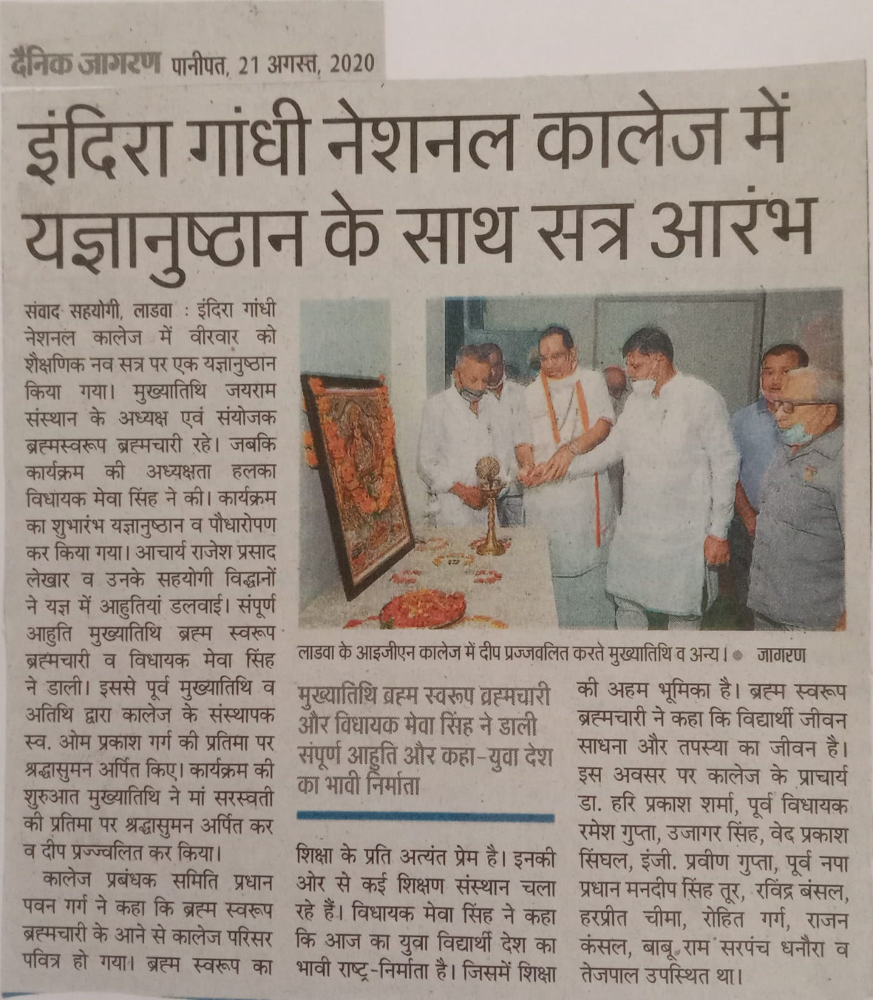 दैनिक जागरण पानीपत, 21 अगस्त, 2020
इंदिरा गांधी नेशनल कालेज में
यज्ञानुष्ठान के साथ सत्र आरंभ
संवाद सहयोगी, लाडवा : इंदिरा गांधी
नेशनल कालेज में वीरवार को
शैक्षणिक नव सत्र पर एक यज्ञानुष्ठान
किया गया। मुख्यातिथि जयराम
संस्थान के अध्यक्ष एवं संयोजक
ब्रह्मस्वरूप ब्रह्मचारी रहे। जबकि
कार्यक्रम की अध्यक्षता हलका
विधायक मेवा सिंह ने की। कार्यक्रम
का शुभारंभ यज्ञानुष्ठान व पौधारोपण
कर किया गया। आचार्य राजेश प्रसाद
लेखार व उनके सहयोगी विद्धानों
ने यज्ञ में आहुतियां डलवाई। संपूर्ण
आहुति मुख्यातिथि ब्रह्म स्वरूप
ब्रह्मचारी व विधायक मेवा सिंह
ने डाली। इससे पूर्व मुख्यातिथि व
अतिथि द्वारा कालेज के संस्थापक
स्व. ओम प्रकाश गर्ग की प्रतिमा पर
श्रद्धासुमन अर्पित किए। कार्यक्रम की
शुरुआत मुख्यातिथि ने मां सरस्वती
की प्रतिमा पर श्रद्धासुमन अर्पित कर
व दीप प्रज्ज्वलित कर किया।
कालेज प्रबंधक समिति प्रधान
पवन गर्ग ने कहा कि ब्रह्म स्वरूप
ब्रह्मचारी के आने से कालेज परिसर
पवित्र हो गया। ब्रह्म स्वरूप का
लाडवा के आइजीएन कालेज में दीप प्रज्जवलित करते मुख्यातिथि व अन्य। ● जागरण
मुख्यातिथि ब्रह्म स्वरूप ब्रह्मचारी
और विधायक मेवा सिंह ने डाली
संपूर्ण आहुति और कहा-युवा देश
का भावी निर्माता
शिक्षा के प्रति अत्यंत प्रेम है। इनकी
ओर से कई शिक्षण संस्थान चला
रहे हैं। विधायक मेवा सिंह ने कहा
कि आज का युवा विद्यार्थी देश का
भावी राष्ट्र-निर्माता है। जिसमें शिक्षा
की अहम भूमिका है। ब्रह्म स्वरूप
ब्रह्मचारी ने कहा कि विद्यार्थी जीवन
साधना और तपस्या का जीवन है।
इस अवसर पर कालेज के प्राचार्य
डा. हरि प्रकाश शर्मा, पूर्व विधायक
रमेश गुप्ता, उजागर सिंह, वेद प्रकाश
सिंघल, इंजी. प्रवीण गुप्ता, पूर्व नपा
प्रधान मनदीप सिंह तूर, रविंद्र बंसल,
हरप्रीत चीमा, रोहित गर्ग, राजन
कंसल, बाबू राम सरपंच धनौरा व
तेजपाल उपस्थित था।